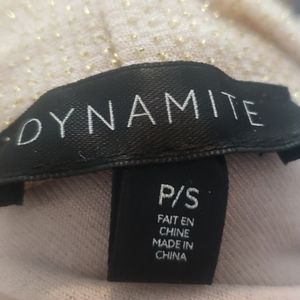 DYNAMITE
P/S
FAIT EN
CHINE
MADE IN
CHINA